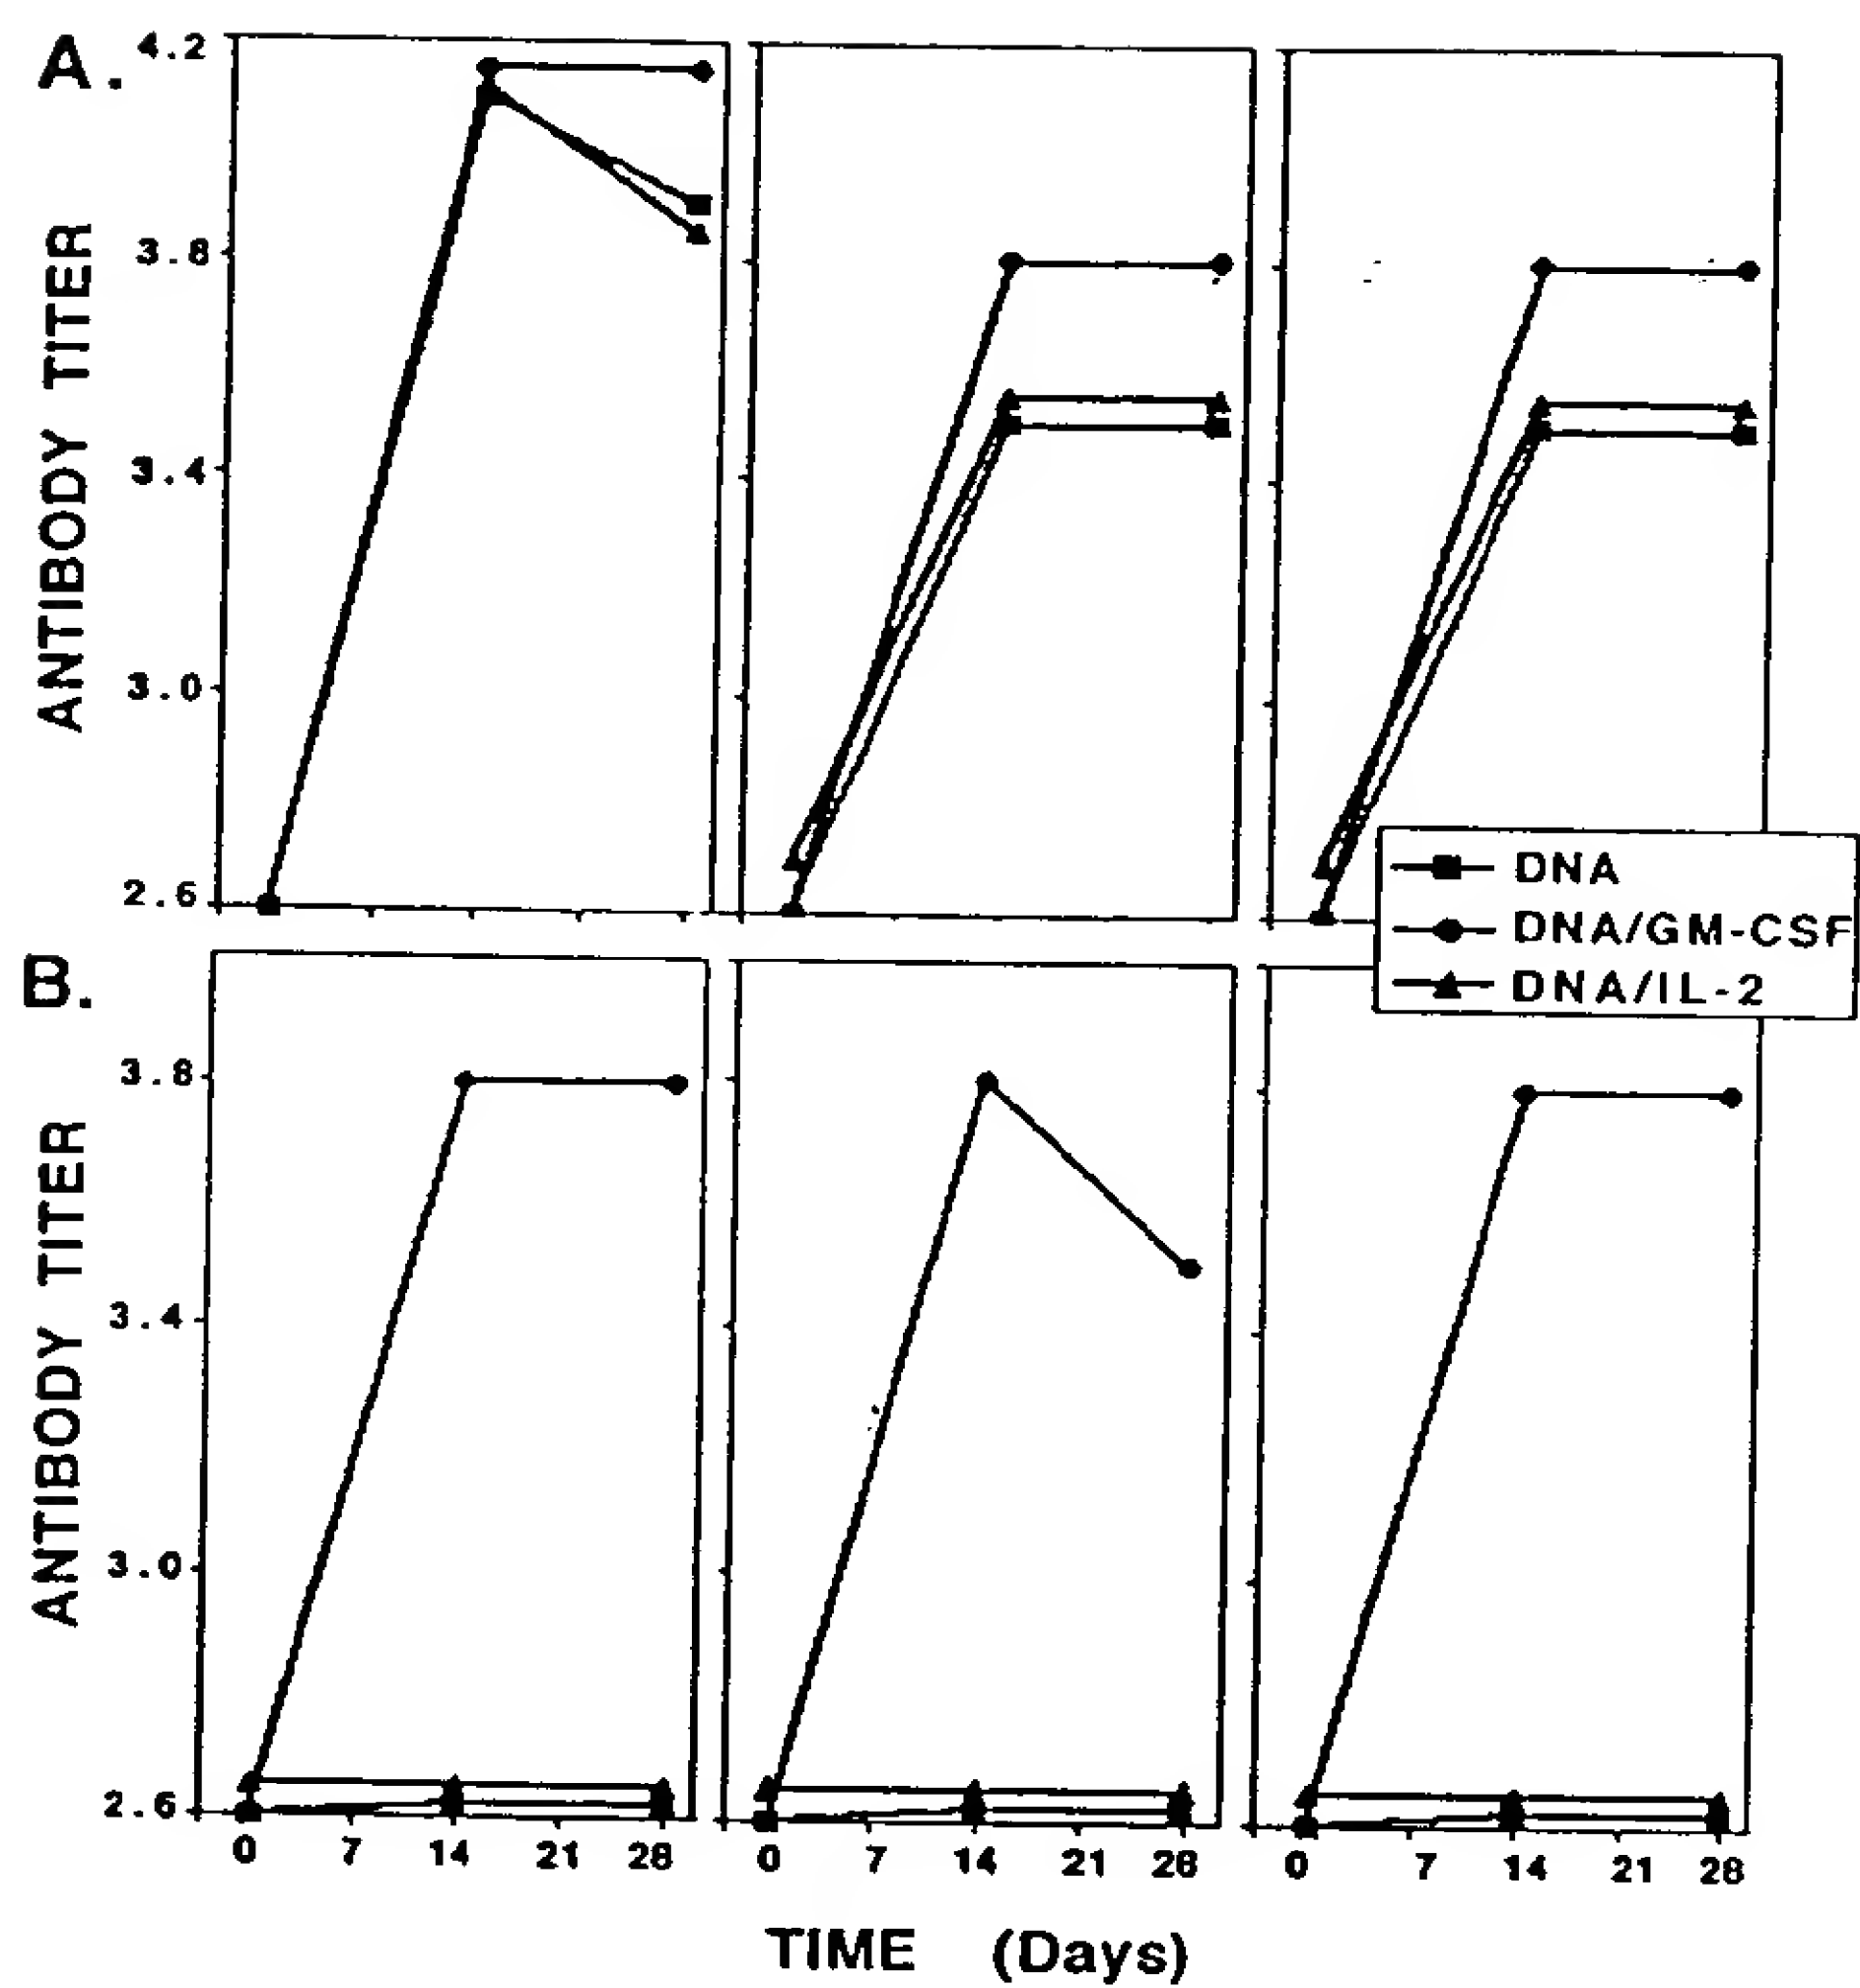 A.
4.2
3.8
3.4
3.0
2.6
ANTIBODY TITER
DNA
DNA/GM-CSF
DNA/IL-2
B.
3.8
3.4
3.0
2.6
ANTIBODY TITER
0 7 14 21 28 0 7 14 21 28 0 7 14 21 28
TIME (Days)